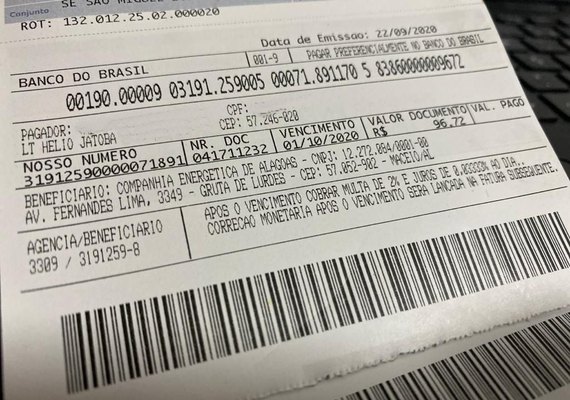 Conjunto SE SAO MIGUEL
ROT: 132.012.25.02.000020
Data de Emissao: 22/09/2020
BANCO DO BRASIL 001-9 PAGAR PREFERENCIALMENTE NO BANCO DO BRASIL
00190.00009 03191.259005 00071.891170 5 83860000009672
PAGADOR: CPF:
LT HELIO JATOBA CEP: 57.246-020
NOSSO NUMERO NR. DOC VENCIMENTO VALOR DOCUMENTO VAL. PAGO
31912590000071891 041711232 01/10/2020 R$ 96.72
BENEFICIARIO: COMPANHIA ENERGETICA DE ALAGOAS - CNPJ: 12.272.084/0001-00
AV. FERNANDES LIMA, 3349 - GRUTA DE LURDES - CEP: 57.052-902 - MACEIO/AL
AGENCIA/BENEFICIARIO
3309 / 3191259-8
APOS O VENCIMENTO COBRAR MULTA DE 2% E JUROS DE 0,03333% AO DIA..
CORRECAO MONETARIA APOS O VENCIMENTO SERA LANCADA NA FATURA SUBSEQUENTE.